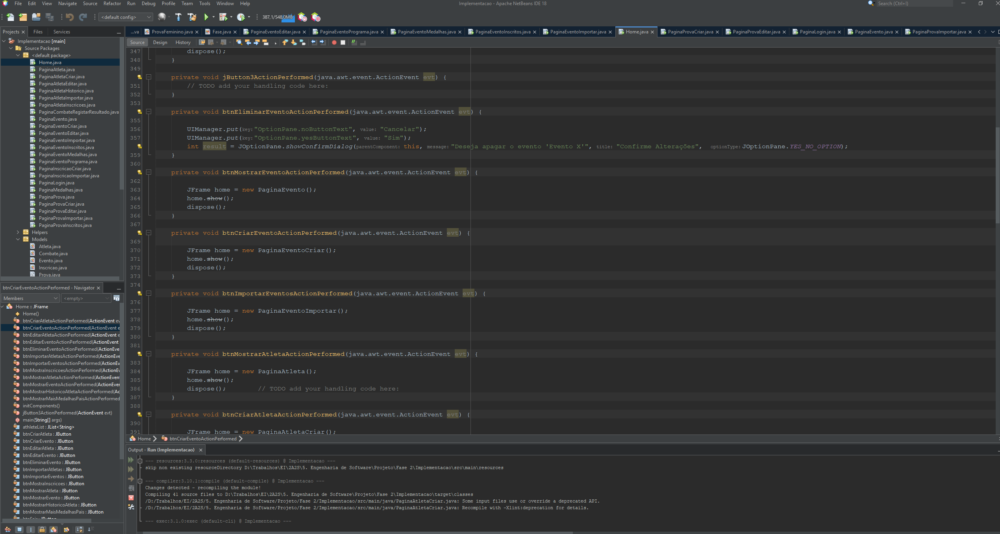 File Edit View Navigate Source Refactor Run Debug Profile Team Tools Window Help
Implementacao - Apache NetBeans IDE 18
Search (Ctrl+I)
<default config>
387,1/548,0MB
Projects Files Services
...va ProvaFeminino.java Fase.java PaginaEventoEditar.java PaginaEventoPrograma.java PaginaEventoMedalhas.java PaginaEventoInscritos.java PaginaEventoImportar.java Home.java PaginaProvaCriar.java PaginaProvaEditar.java PaginaLogin.java PaginaEvento.java PaginaProvaImportar.java
Source Design History
Implementacao [main]
Source Packages
<default package>
Home.java
PaginaAtleta.java
PaginaAtletaCriar.java
PaginaAtletaEditar.java
PaginaAtletaHistorico.java
PaginaAtletaImportar.java
PaginaAtletaInscricoes.java
PaginaCombateRegistarResultado.java
PaginaEvento.java
PaginaEventoCriar.java
PaginaEventoEditar.java
PaginaEventoImportar.java
PaginaEventoInscritos.java
PaginaEventoMedalhas.java
PaginaEventoPrograma.java
PaginaInscricaoCriar.java
PaginaInscricaoImportar.java
PaginaLogin.java
PaginaMedalhas.java
PaginaProva.java
PaginaProvaCriar.java
PaginaProvaEditar.java
PaginaProvaImportar.java
PaginaProvaInscritos.java
Helpers
Models
Atleta.java
Combate.java
Evento.java
Inscricao.java
Prova.java
btnCriarEventoActionPerformed - Navigator
Members <empty>
Home :: JFrame
Home()
btnCriarAtletaActionPerformed(ActionEvent ev
btnCriarEventoActionPerformed(ActionEvent e
btnEditarAtletaActionPerformed(ActionEvent e
btnEditarEventoActionPerformed(ActionEvent
btnEliminarEventoActionPerformed(ActionEve
btnImportarAtletasActionPerformed(ActionEve
btnImportarEventosActionPerformed(ActionEv
btnMostraInscricoesActionPerformed(ActionEv
btnMostrarAtletaActionPerformed(ActionEvent
btnMostrarEventoActionPerformed(ActionEver
btnMostrarHistoricoAtletaActionPerformed(Ac
btnMostrarMaisMedalhasPaisActionPerformed
initComponents()
jButton3ActionPerformed(ActionEvent evt)
main(String[] args)
athleteList : JList<String>
btnCriarAtleta : JButton
btnCriarEvento : JButton
btnEditarAtleta : JButton
btnEditarEvento : JButton
btnEliminarEvento : JButton
btnImportarAtletas : JButton
btnImportarEventos : JButton
btnMostraInscricoes : JButton
btnMostrarAtleta : JButton
btnMostrarEvento : JButton
btnMostrarHistoricoAtleta : JButton
btnMostrarMaisMedalhasPais : JButton
347 dispose();
348 }
349
private void jButton3ActionPerformed(java.awt.event.ActionEvent evt) {
351 // TODO add your handling code here:
352 }
353
private void btnEliminarEventoActionPerformed(java.awt.event.ActionEvent evt) {
355
356 UIManager.put(key:"OptionPane.noButtonText", value: "Cancelar");
357 UIManager.put(key:"OptionPane.yesButtonText", value: "Sim");
int result = JOptionPane.showConfirmDialog(parentComponent: this, message:"Deseja apagar o evento 'Evento X'", title: "Confirme Alterações", optionType:JOptionPane.YES_NO_OPTION);
359 }
360
private void btnMostrarEventoActionPerformed(java.awt.event.ActionEvent evt) {
362
363 JFrame home = new PaginaEvento();
364 home.show();
365 dispose();
366 }
367
private void btnCriarEventoActionPerformed(java.awt.event.ActionEvent evt) {
369
370 JFrame home = new PaginaEventoCriar();
371 home.show();
372 dispose();
373 }
374
private void btnImportarEventosActionPerformed(java.awt.event.ActionEvent evt) {
376
377 JFrame home = new PaginaEventoImportar();
378 home.show();
379 dispose();
380 }
381
private void btnMostrarAtletaActionPerformed(java.awt.event.ActionEvent evt) {
383
384 JFrame home = new PaginaAtleta();
385 home.show();
386 dispose(); // TODO add your handling code here:
387 }
388
private void btnCriarAtletaActionPerformed(java.awt.event.ActionEvent evt) {
390
391 JFrame home = new PaginaAtletaCriar();
Home btnCriarEventoActionPerformed
Output - Run (Implementacao)
--- resources:3.3.0:resources (default-resources) @ Implementacao ---
skip non existing resourceDirectory D:\Trabalhos\EI\2A2S\5. Engenharia de Software\Projeto\Fase 2\Implementacao\src\main\resources
--- compiler:3.10.1:compile (default-compile) @ Implementacao ---
Changes detected - recompiling the module!
Compiling 41 source files to D:\Trabalhos\EI\2A2S\5. Engenharia de Software\Projeto\Fase 2\Implementacao\target\classes
/D:/Trabalhos/EI/2A2S/5. Engenharia de Software/Projeto/Fase 2/Implementacao/src/main/java/PaginaAtletaCriar.java: Some input files use or override a deprecated API.
/D:/Trabalhos/EI/2A2S/5. Engenharia de Software/Projeto/Fase 2/Implementacao/src/main/java/PaginaAtletaCriar.java: Recompile with -Xlint:deprecation for details.
--- exec:3.1.0:exec (default-cli) @ Implementacao ---